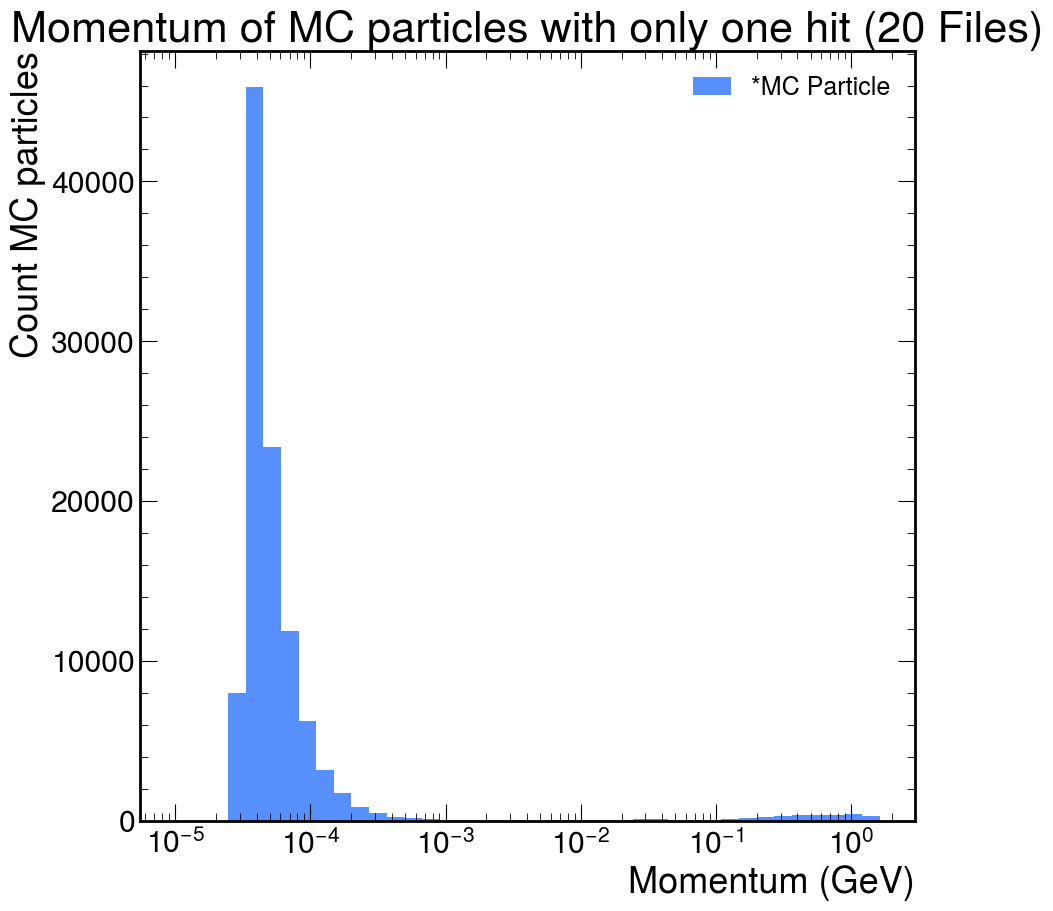 Momentum of MC particles with only one hit (20 Files)
*MC Particle
Count MC particles
40000
30000
20000
10000
0
10⁻⁵ 10⁻⁴ 10⁻³ 10⁻² 10⁻¹ 10⁰
Momentum (GeV)